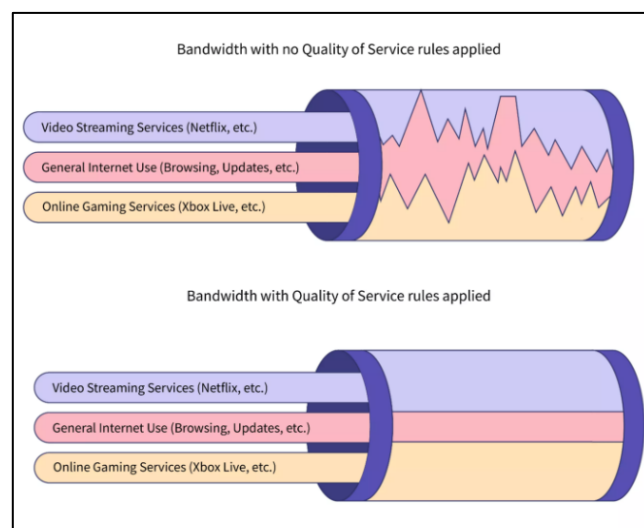 Bandwidth with no Quality of Service rules applied
Video Streaming Services (Netflix, etc.)
General Internet Use (Browsing, Updates, etc.)
Online Gaming Services (Xbox Live, etc.)
Bandwidth with Quality of Service rules applied
Video Streaming Services (Netflix, etc.)
General Internet Use (Browsing, Updates, etc.)
Online Gaming Services (Xbox Live, etc.)